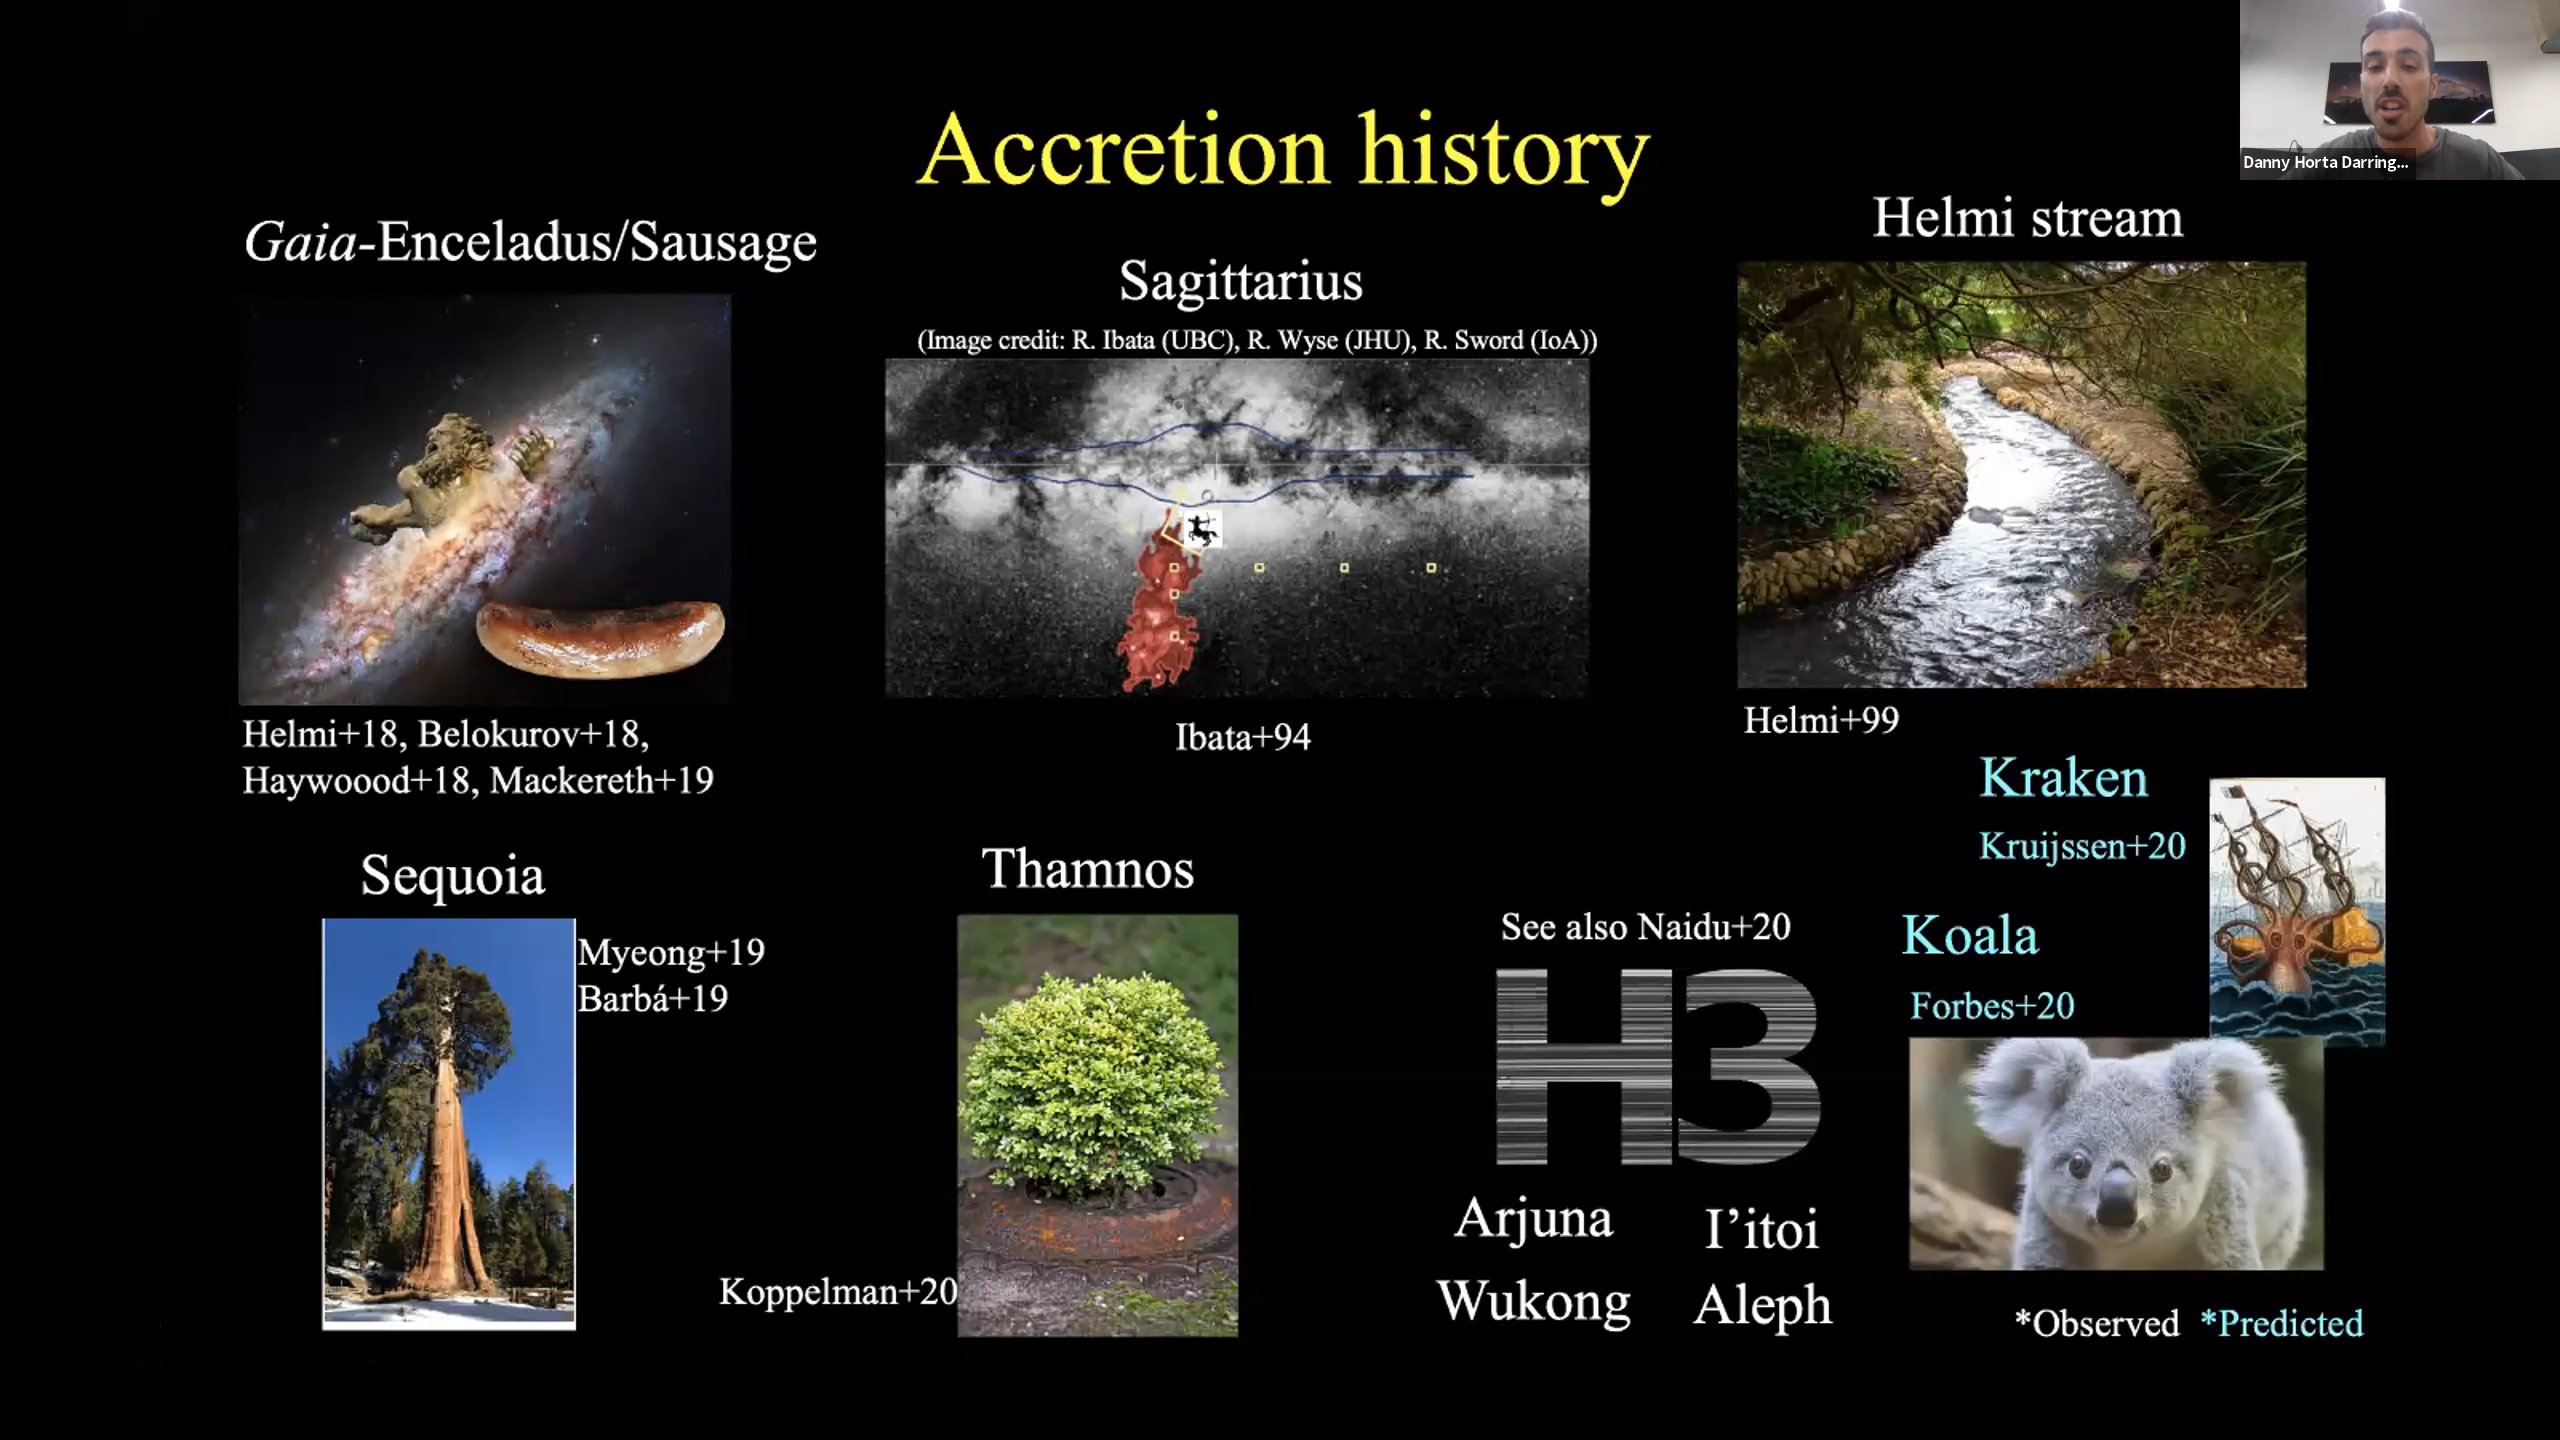 Danny Horta Darring...
Accretion history
Gaia-Enceladus/Sausage
Helmi+18, Belokurov+18,
Haywoood+18, Mackereth+19
Sagittarius
(Image credit: R. Ibata (UBC), R. Wyse (JHU), R. Sword (IoA))
Ibata+94
Helmi stream
Helmi+99
Sequoia
Myeong+19
Barbá+19
Thamnos
Koppelman+20
See also Naidu+20
H3
Arjuna I’itoi
Wukong Aleph
Kraken
Kruijssen+20
Koala
Forbes+20
*Observed *Predicted